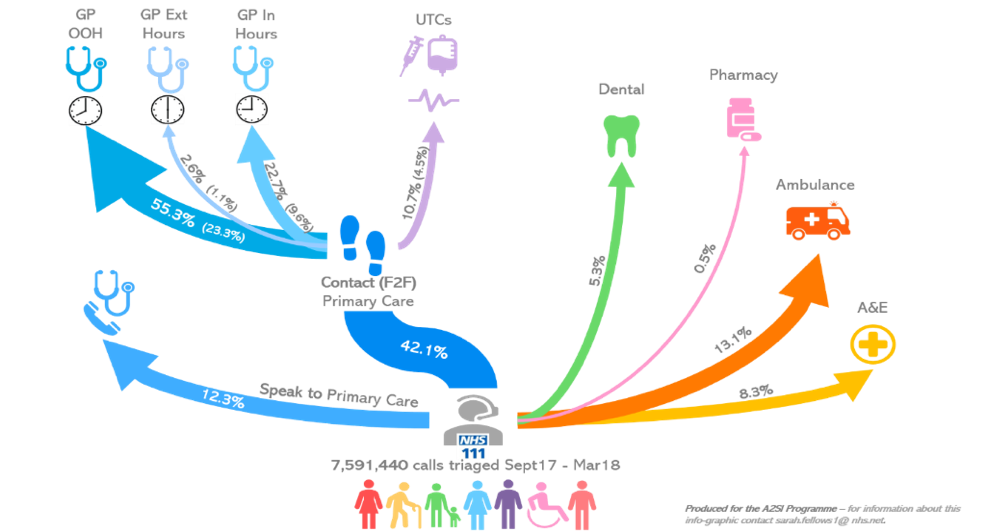 GP
OOH
GP Ext
Hours
GP In
Hours
UTCs
Dental
Pharmacy
Ambulance
A&E
55.3% (23.3%)
2.6% (1.1%)
22.7% (9.6%)
10.7% (4.5%)
5.3%
0.5%
13.1%
8.3%
Contact (F2F)
Primary Care
42.1%
Speak to Primary Care
12.3%
NHS
111
7,591,440 calls triaged Sept17 - Mar18
Produced for the A2SI Programme – for information about this
info-graphic contact sarah.fellows1@ nhs.net.